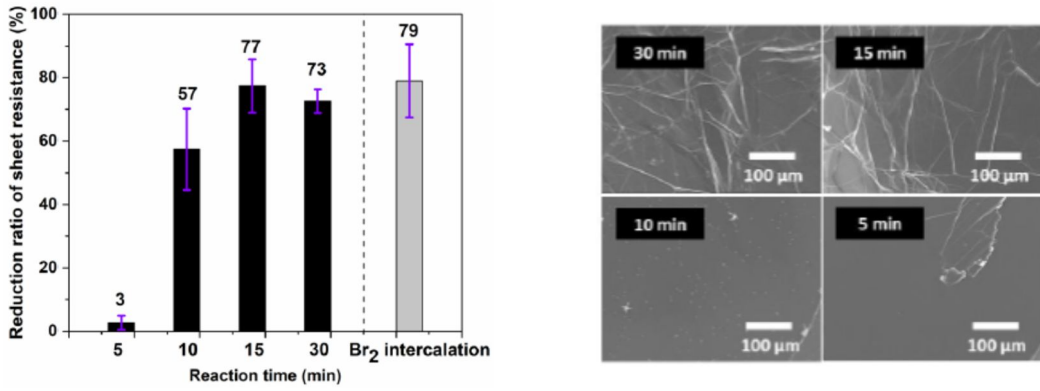 Reduction ratio of sheet resistance (%)
100
80
60
40
20
0
3
57
77
73
79
5 10 15 30 Br₂ intercalation
Reaction time (min)
30 min
100 µm
15 min
100 µm
10 min
100 µm
5 min
100 µm